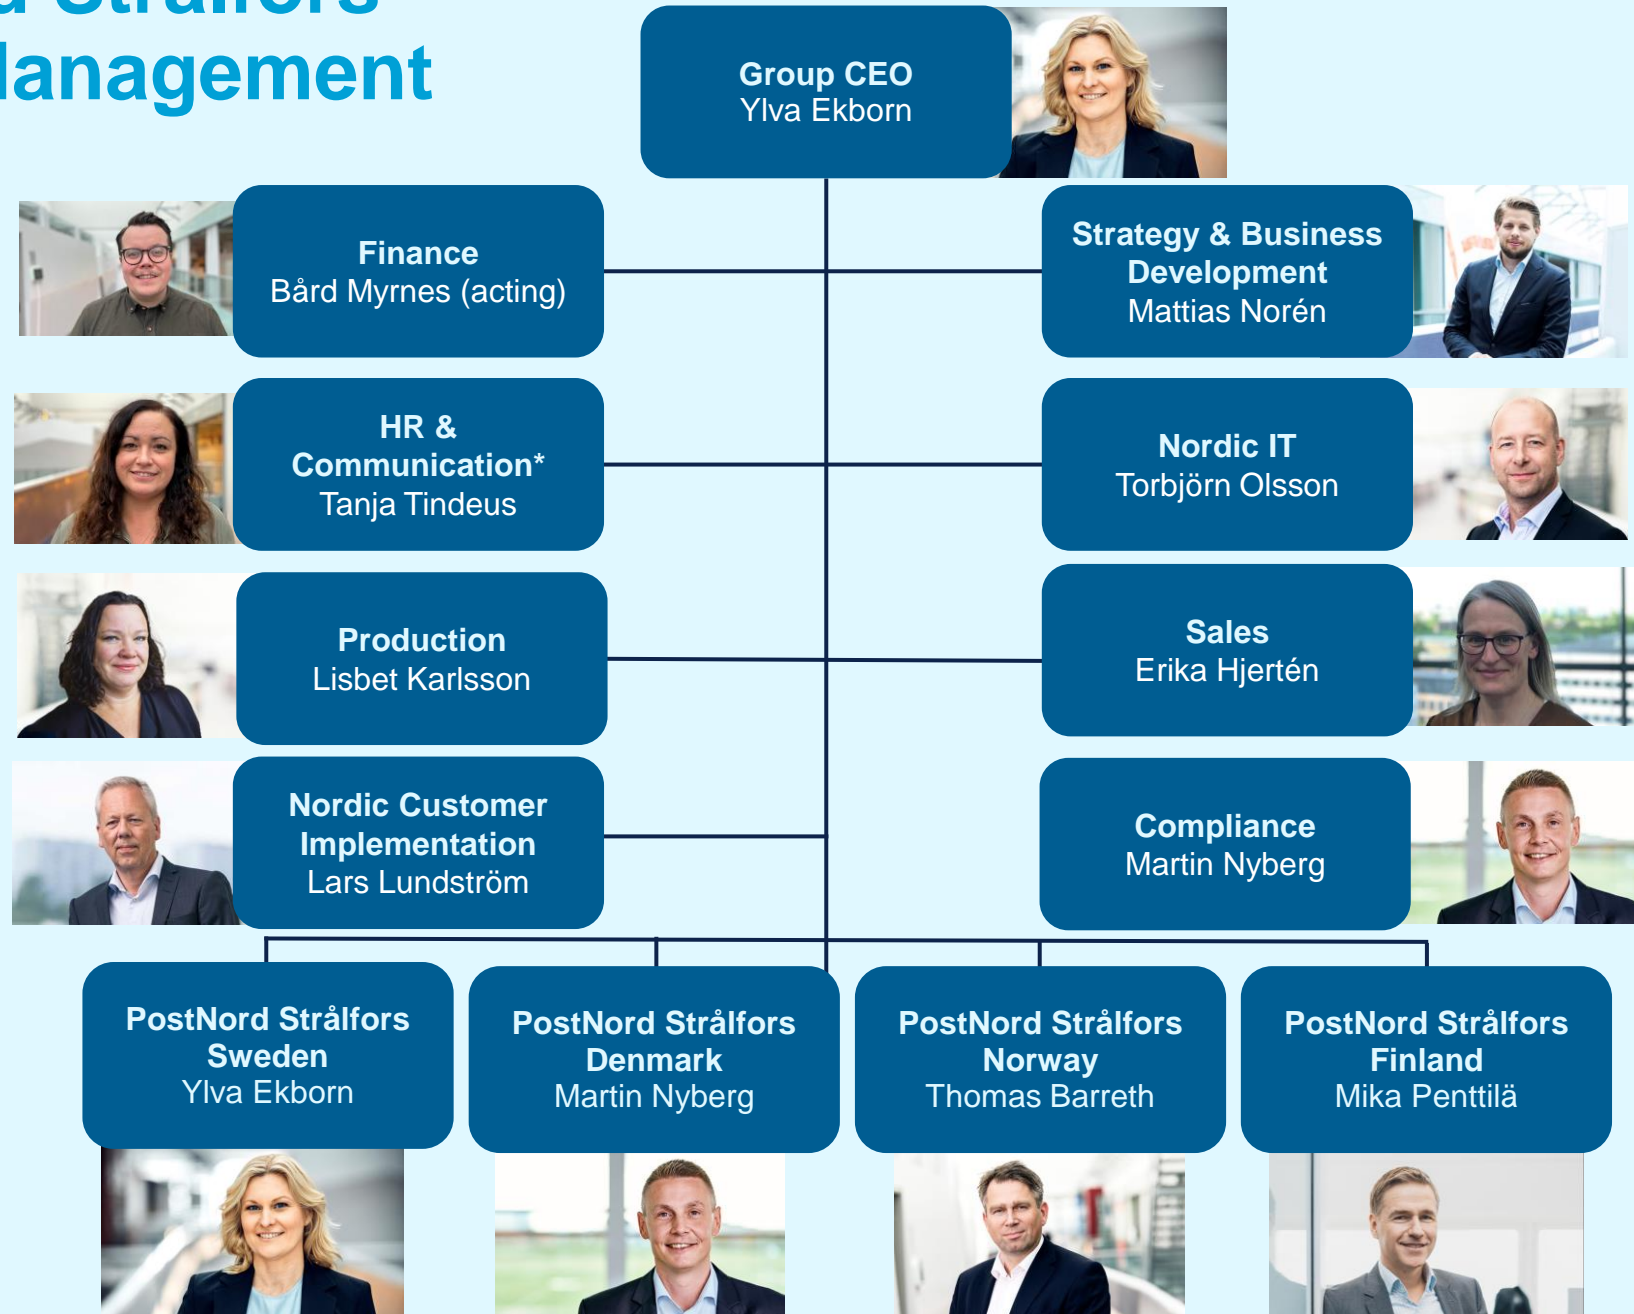 d Strålfors
Management
Group CEO
Ylva Ekborn
Finance
Bård Myrnes (acting)
Strategy & Business
Development
Mattias Norén
HR &
Communication*
Tanja Tindeus
Nordic IT
Torbjörn Olsson
Production
Lisbet Karlsson
Sales
Erika Hjertén
Nordic Customer
Implementation
Lars Lundström
Compliance
Martin Nyberg
PostNord Strålfors
Sweden
Ylva Ekborn
PostNord Strålfors
Denmark
Martin Nyberg
PostNord Strålfors
Norway
Thomas Barreth
PostNord Strålfors
Finland
Mika Penttilä